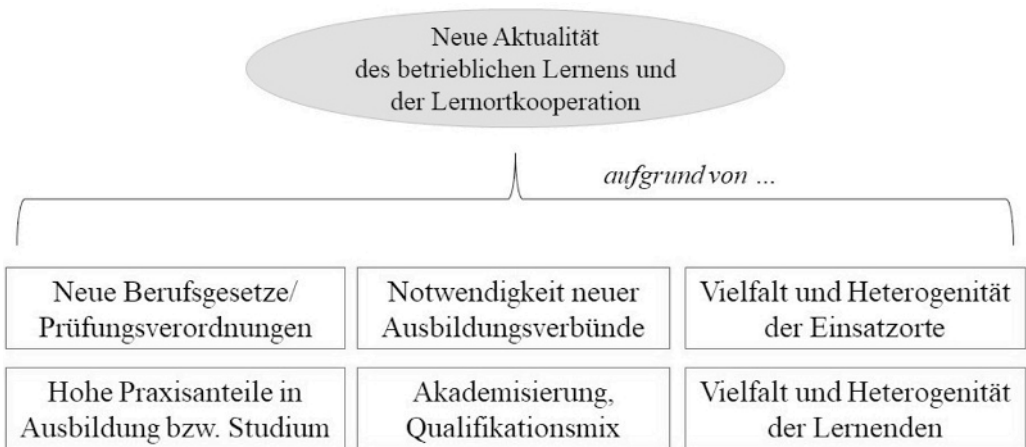 Neue Aktualität
des betrieblichen Lernens und
der Lernortkooperation
aufgrund von ...
Neue Berufsgesetze/
Prüfungsverordnungen
Notwendigkeit neuer
Ausbildungsverbünde
Vielfalt und Heterogenität
der Einsatzorte
Hohe Praxisanteile in
Ausbildung bzw. Studium
Akademisierung,
Qualifikationsmix
Vielfalt und Heterogenität
der Lernenden